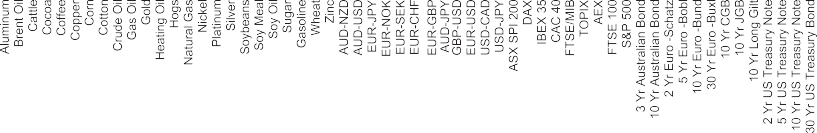 Aluminum
Brent Oil
Cattle
Cocoa
Coffee
Copper
Corn
Cotton
Crude Oil
Gas Oil
Gold
Heating Oil
Hogs
Natural Gas
Nickel
Platinum
Silver
Soybeans
Soy Meal
Soy Oil
Sugar
Gasoline
Wheat
Zinc
AUD-NZD
AUD-USD
EUR-JPY
EUR-NOK
EUR-SEK
EUR-CHF
EUR-GBP
AUD-JPY
GBP-USD
EUR-USD
USD-CAD
USD-JPY
ASX SPI 200
DAX
IBEX 35
CAC 40
FTSE/MIB
TOPIX
AEX
FTSE 100
S&P 500
3 Yr Australian Bond
10 Yr Australian Bond
2 Yr Euro -Schatz
5 Yr Euro -Bobl
10 Yr Euro -Bund
30 Yr Euro -Buxl
10 Yr CGB
10 Yr JGB
10 Yr Long Gilt
2 Yr US Treasury Note
5 Yr US Treasury Note
10 Yr US Treasury Note
30 Yr US Treasury Bond